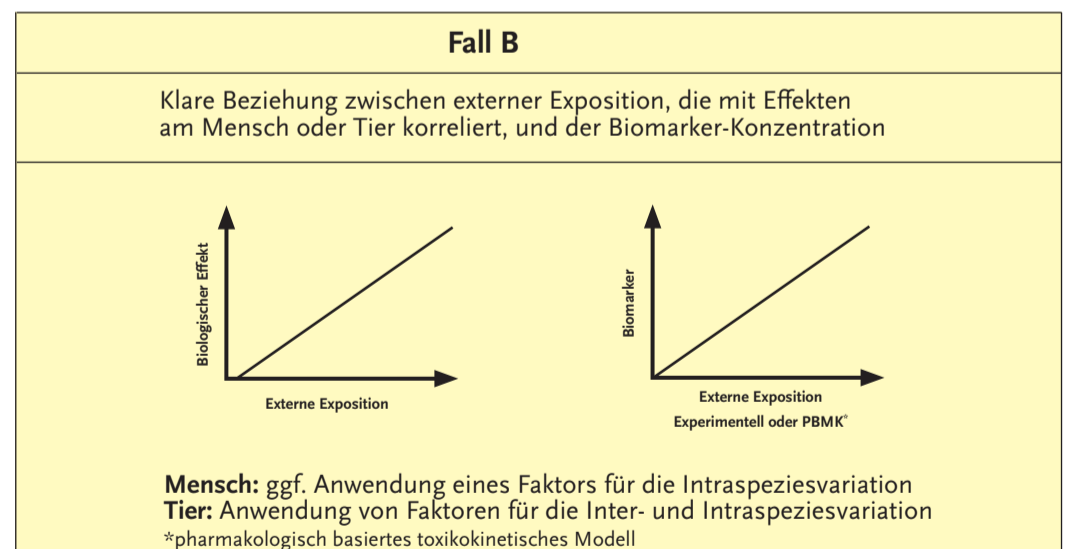 Fall B
Klare Beziehung zwischen externer Exposition, die mit Effekten
am Mensch oder Tier korreliert, und der Biomarker-Konzentration
Biologischer Effekt
Externe Exposition
Biomarker
Externe Exposition
Experimentell oder PBMK*
Mensch: ggf. Anwendung eines Faktors für die Intraspeziesvariation
Tier: Anwendung von Faktoren für die Inter- und Intraspeziesvariation
*pharmakologisch basiertes toxikokinetisches Modell